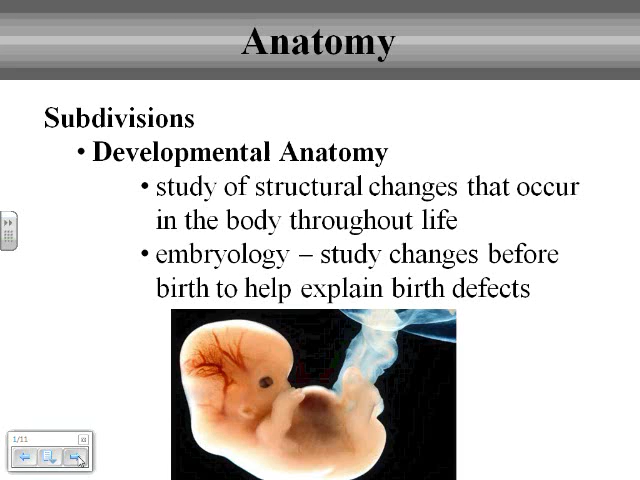 Anatomy
Subdivisions
• Developmental Anatomy
• study of structural changes that occur
in the body throughout life
• embryology – study changes before
birth to help explain birth defects
1/11